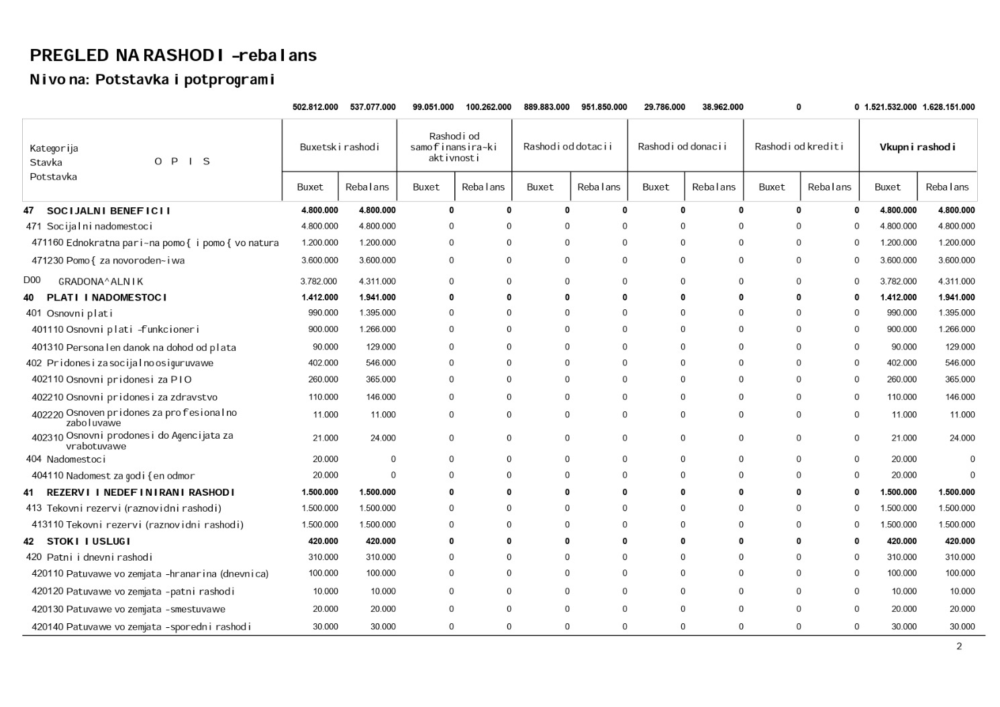 PREGLED NA RASHODI - rebalans
Nivo na: Potstavka i potprogrami
502.812.000 537.077.000 99.051.000 100.262.000 889.883.000 951.850.000 29.786.000 38.962.000 0 0 1.521.532.000 1.628.151.000
Kategorija
Stavka
Potstavka
O P I S
Buxetski rashodi
Rashodi od
samofinansira~ki
aktivnosti
Rashodi od dotacii
Rashodi od donacii
Rashodi od krediti
Vkupni rashodi
Buxet Rebalans Buxet Rebalans Buxet Rebalans Buxet Rebalans Buxet Rebalans Buxet Rebalans
47 SOCIJALNI BENEFICII 4.800.000 4.800.000 0 0 0 0 0 0 0 0 4.800.000 4.800.000
471 Socijalni nadomestoci 4.800.000 4.800.000 0 0 0 0 0 0 0 0 4.800.000 4.800.000
471160 Ednokratna pari~na pomo{ i pomo{ vo natura 1.200.000 1.200.000 0 0 0 0 0 0 0 0 1.200.000 1.200.000
471230 Pomo{ za novoroden~iwa 3.600.000 3.600.000 0 0 0 0 0 0 0 0 3.600.000 3.600.000
D00 GRADONA^ALNIK 3.782.000 4.311.000 0 0 0 0 0 0 0 0 3.782.000 4.311.000
40 PLATI I NADOMESTOCI 1.412.000 1.941.000 0 0 0 0 0 0 0 0 1.412.000 1.941.000
401 Osnovni plati 990.000 1.395.000 0 0 0 0 0 0 0 0 990.000 1.395.000
401110 Osnovni plati - funkcioneri 900.000 1.266.000 0 0 0 0 0 0 0 0 900.000 1.266.000
401310 Personalen danok na dohod od plata 90.000 129.000 0 0 0 0 0 0 0 0 90.000 129.000
402 Pridonesi za socijalno osiguruvawe 402.000 546.000 0 0 0 0 0 0 0 0 402.000 546.000
402110 Osnovni pridonesi za PIO 260.000 365.000 0 0 0 0 0 0 0 0 260.000 365.000
402210 Osnovni pridonesi za zdravstvo 110.000 146.000 0 0 0 0 0 0 0 0 110.000 146.000
402220 Osnoven pridones za profesionalno 11.000 11.000 0 0 0 0 0 0 0 0 11.000 11.000
zaboluvawe
402310 Osnovni prodonesi do Agencijata za 21.000 24.000 0 0 0 0 0 0 0 0 21.000 24.000
vrabotuvawe
404 Nadomestoci 20.000 0 0 0 0 0 0 0 0 0 20.000 0
404110 Nadomest za godi{en odmor 20.000 0 0 0 0 0 0 0 0 0 20.000 0
41 REZERVI I NEDEFINIRANI RASHODI 1.500.000 1.500.000 0 0 0 0 0 0 0 0 1.500.000 1.500.000
413 Tekovni rezervi (raznovidni rashodi) 1.500.000 1.500.000 0 0 0 0 0 0 0 0 1.500.000 1.500.000
413110 Tekovni rezervi (raznovidni rashodi) 1.500.000 1.500.000 0 0 0 0 0 0 0 0 1.500.000 1.500.000
42 STOKI I USLUGI 420.000 420.000 0 0 0 0 0 0 0 0 420.000 420.000
420 Patni i dnevni rashodi 310.000 310.000 0 0 0 0 0 0 0 0 310.000 310.000
420110 Patuvawe vo zemjata - hranarina (dnevnica) 100.000 100.000 0 0 0 0 0 0 0 0 100.000 100.000
420120 Patuvawe vo zemjata - patni rashodi 10.000 10.000 0 0 0 0 0 0 0 0 10.000 10.000
420130 Patuvawe vo zemjata - smestuvawe 20.000 20.000 0 0 0 0 0 0 0 0 20.000 20.000
420140 Patuvawe vo zemjata - sporedni rashodi 30.000 30.000 0 0 0 0 0 0 0 0 30.000 30.000
2